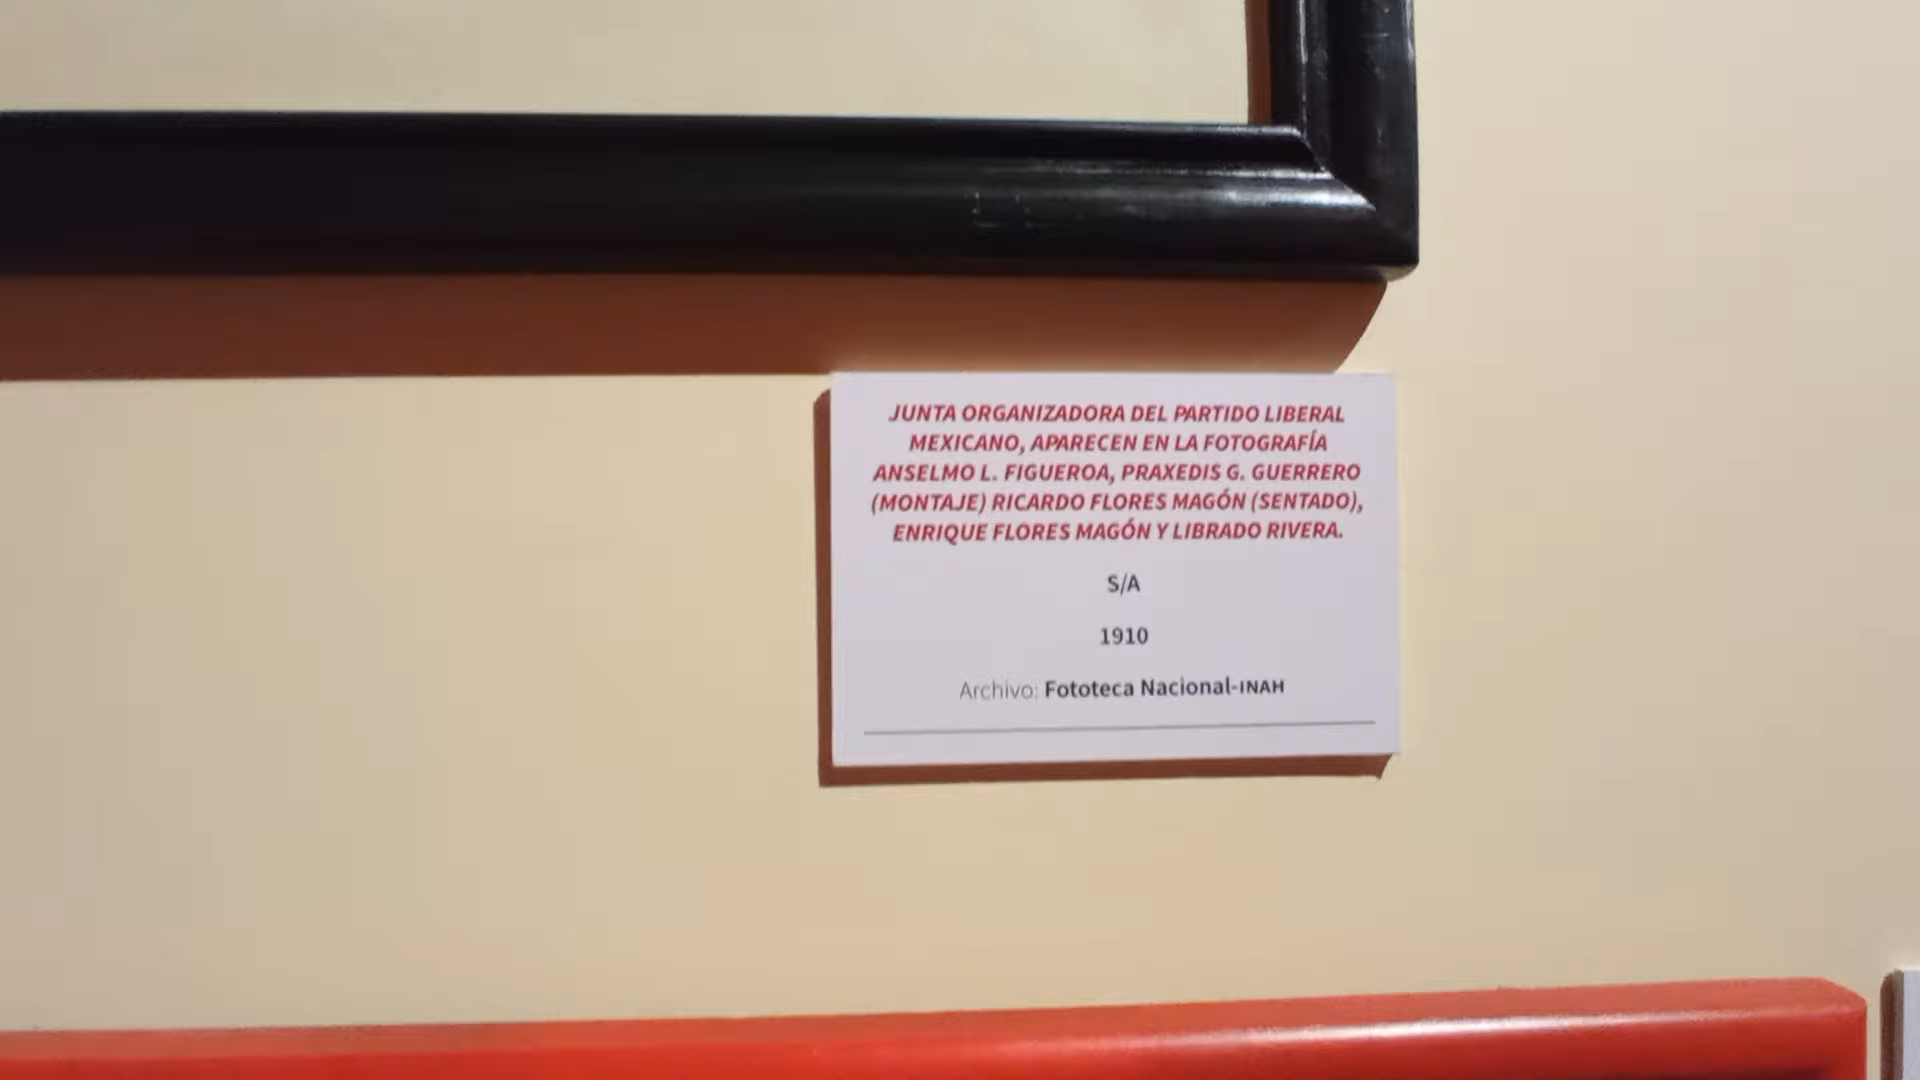 JUNTA ORGANIZADORA DEL PARTIDO LIBERAL
MEXICANO, APARECEN EN LA FOTOGRAFÍA
ANSELMO L. FIGUEROA, PRAXEDIS G. GUERRERO
(MONTAJE) RICARDO FLORES MAGÓN (SENTADO),
ENRIQUE FLORES MAGÓN Y LIBRADO RIVERA.
S/A
1910
Archivo: Fototeca Nacional-INAH